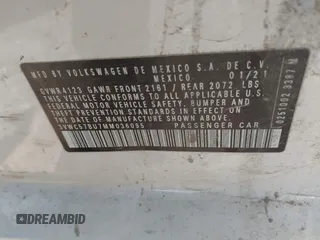 MFD. BY VOLKSWAGEN DE MEXICO S.A. DE C.V.
MEXICO 01/21
GVWR 4123 GAWR FRONT 2161 / REAR 2072 LBS
THIS VEHICLE CONFORMS TO ALL APPLICABLE
FEDERAL MOTOR VEHICLE SAFETY, BUMPER AND
THEFT PREVENTION STANDARDS IN EFFECT ON
THE DATE OF MANUFACTURE SHOWN ABOVE.
3VWC57BU7MM038095 PASSENGER CAR
DREAMBID